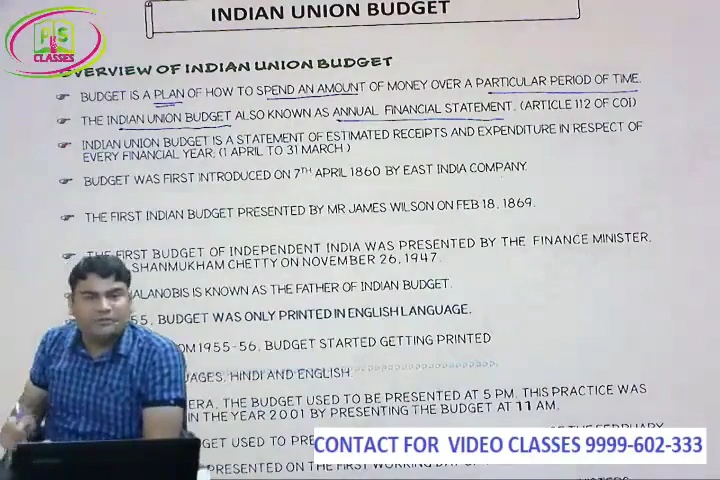 INDIAN UNION BUDGET
PS
CLASSES
OVERVIEW OF INDIAN UNION BUDGET
☞ BUDGET IS A PLAN OF HOW TO SPEND AN AMOUNT OF MONEY OVER A PARTICULAR PERIOD OF TIME.
☞ THE INDIAN UNION BUDGET ALSO KNOWN AS ANNUAL FINANCIAL STATEMENT. (ARTICLE 112 OF COI)
☞ INDIAN UNION BUDGET IS A STATEMENT OF ESTIMATED RECEIPTS AND EXPENDITURE IN RESPECT OF
EVERY FINANCIAL YEAR; (1 APRIL TO 31 MARCH)
☞ BUDGET WAS FIRST INTRODUCED ON 7TH APRIL 1860 BY EAST INDIA COMPANY.
☞ THE FIRST INDIAN BUDGET PRESENTED BY MR JAMES WILSON ON FEB 18, 1869.
☞ THE FIRST BUDGET OF INDEPENDENT INDIA WAS PRESENTED BY THE FINANCE MINISTER,
SHANMUKHAM CHETTY ON NOVEMBER 26, 1947.
ALANOBIS IS KNOWN AS THE FATHER OF INDIAN BUDGET.
55, BUDGET WAS ONLY PRINTED IN ENGLISH LANGUAGE.
OM 1955-56, BUDGET STARTED GETTING PRINTED
UAGES, HINDI AND ENGLISH.
ERA, THE BUDGET USED TO BE PRESENTED AT 5 PM. THIS PRACTICE WAS
IN THE YEAR 2001 BY PRESENTING THE BUDGET AT 11 AM.
GET USED TO PRE
CONTACT FOR VIDEO CLASSES 9999-602-333
PRESENTED ON THE FIRST WORKING DAY OF